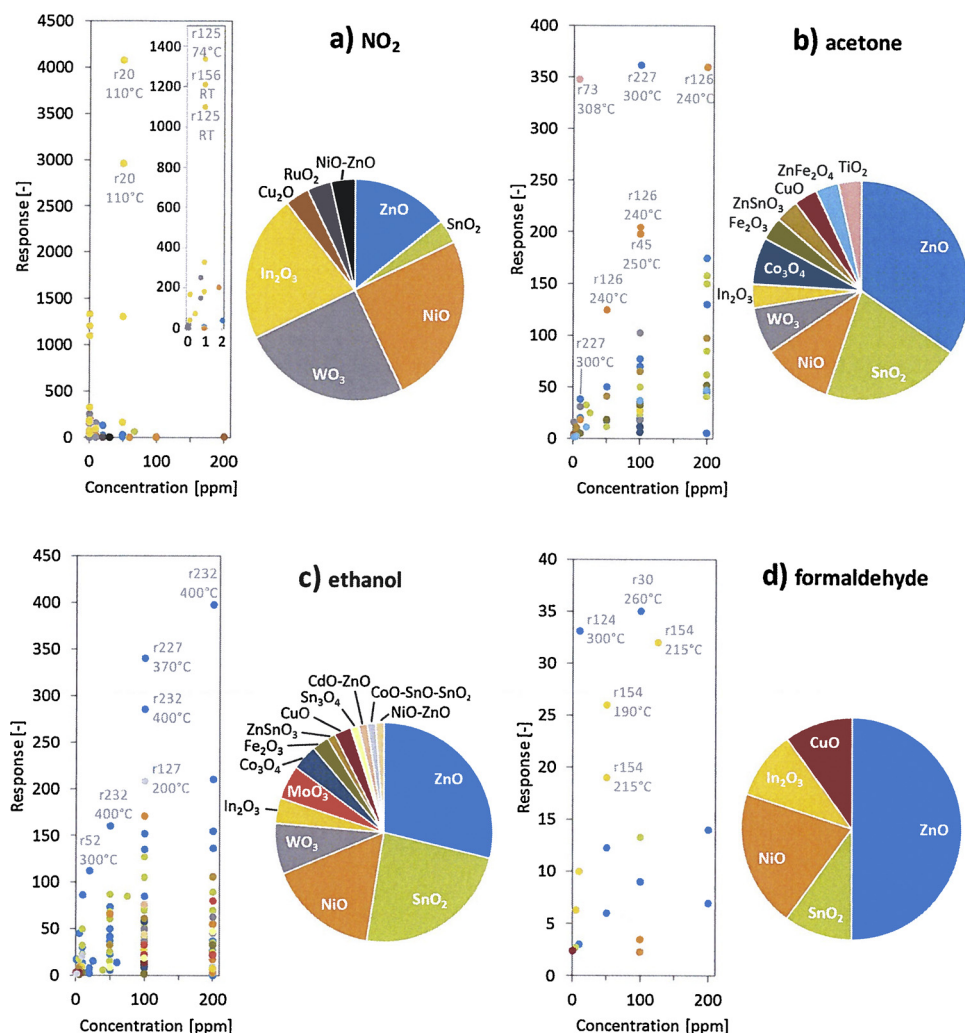 a) NO₂
Response [-]
4500
4000
3500
3000
2500
2000
1500
1000
500
0
0
100
200
Concentration [ppm]
r20
110°C
r20
110°C
1400
1200
1000
800
600
400
200
0
0 1 2
r125
74°C
r156
RT
r125
RT
NiO-ZnO
RuO₂
Cu₂O
ZnO
SnO₂
In₂O₃
NiO
WO₃
b) acetone
Response [-]
400
350
300
250
200
150
100
50
0
0
100
200
Concentration [ppm]
r73
308°C
r227
300°C
r126
240°C
r126
240°C
r45
250°C
r126
240°C
r227
300°C
TiO₂
ZnFe₂O₄
CuO
ZnSnO₃
Fe₂O₃
Co₃O₄
In₂O₃
WO₃
NiO
SnO₂
ZnO
c) ethanol
Response [-]
450
400
350
300
250
200
150
100
50
0
0
100
200
Concentration [ppm]
r232
400°C
r227
370°C
r232
400°C
r127
200°C
r232
400°C
r52
300°C
CdO-ZnO
CoO-SnO-SnO₂
Sn₃O₄
NiO-ZnO
CuO
ZnSnO₃
Fe₂O₃
Co₃O₄
MoO₃
In₂O₃
WO₃
NiO
SnO₂
ZnO
d) formaldehyde
Response [-]
40
35
30
25
20
15
10
5
0
0
100
200
Concentration [ppm]
r30
260°C
r124
300°C
r154
215°C
r154
190°C
r154
215°C
CuO
In₂O₃
ZnO
NiO
SnO₂